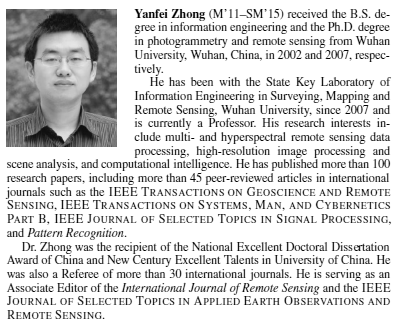 Yanfei Zhong (M’11–SM’15) received the B.S. de-
gree in information engineering and the Ph.D. degree
in photogrammetry and remote sensing from Wuhan
University, Wuhan, China, in 2002 and 2007, respec-
tively.
He has been with the State Key Laboratory of
Information Engineering in Surveying, Mapping and
Remote Sensing, Wuhan University, since 2007 and
is currently a Professor. His research interests in-
clude multi- and hyperspectral remote sensing data
processing, high-resolution image processing and
scene analysis, and computational intelligence. He has published more than 100
research papers, including more than 45 peer-reviewed articles in international
journals such as the IEEE TRANSACTIONS ON GEOSCIENCE AND REMOTE
SENSING, IEEE TRANSACTIONS ON SYSTEMS, MAN, AND CYBERNETICS
PART B, IEEE JOURNAL OF SELECTED TOPICS IN SIGNAL PROCESSING,
and Pattern Recognition.
Dr. Zhong was the recipient of the National Excellent Doctoral Dissertation
Award of China and New Century Excellent Talents in University of China. He
was also a Referee of more than 30 international journals. He is serving as an
Associate Editor of the International Journal of Remote Sensing and the IEEE
JOURNAL OF SELECTED TOPICS IN APPLIED EARTH OBSERVATIONS AND
REMOTE SENSING.